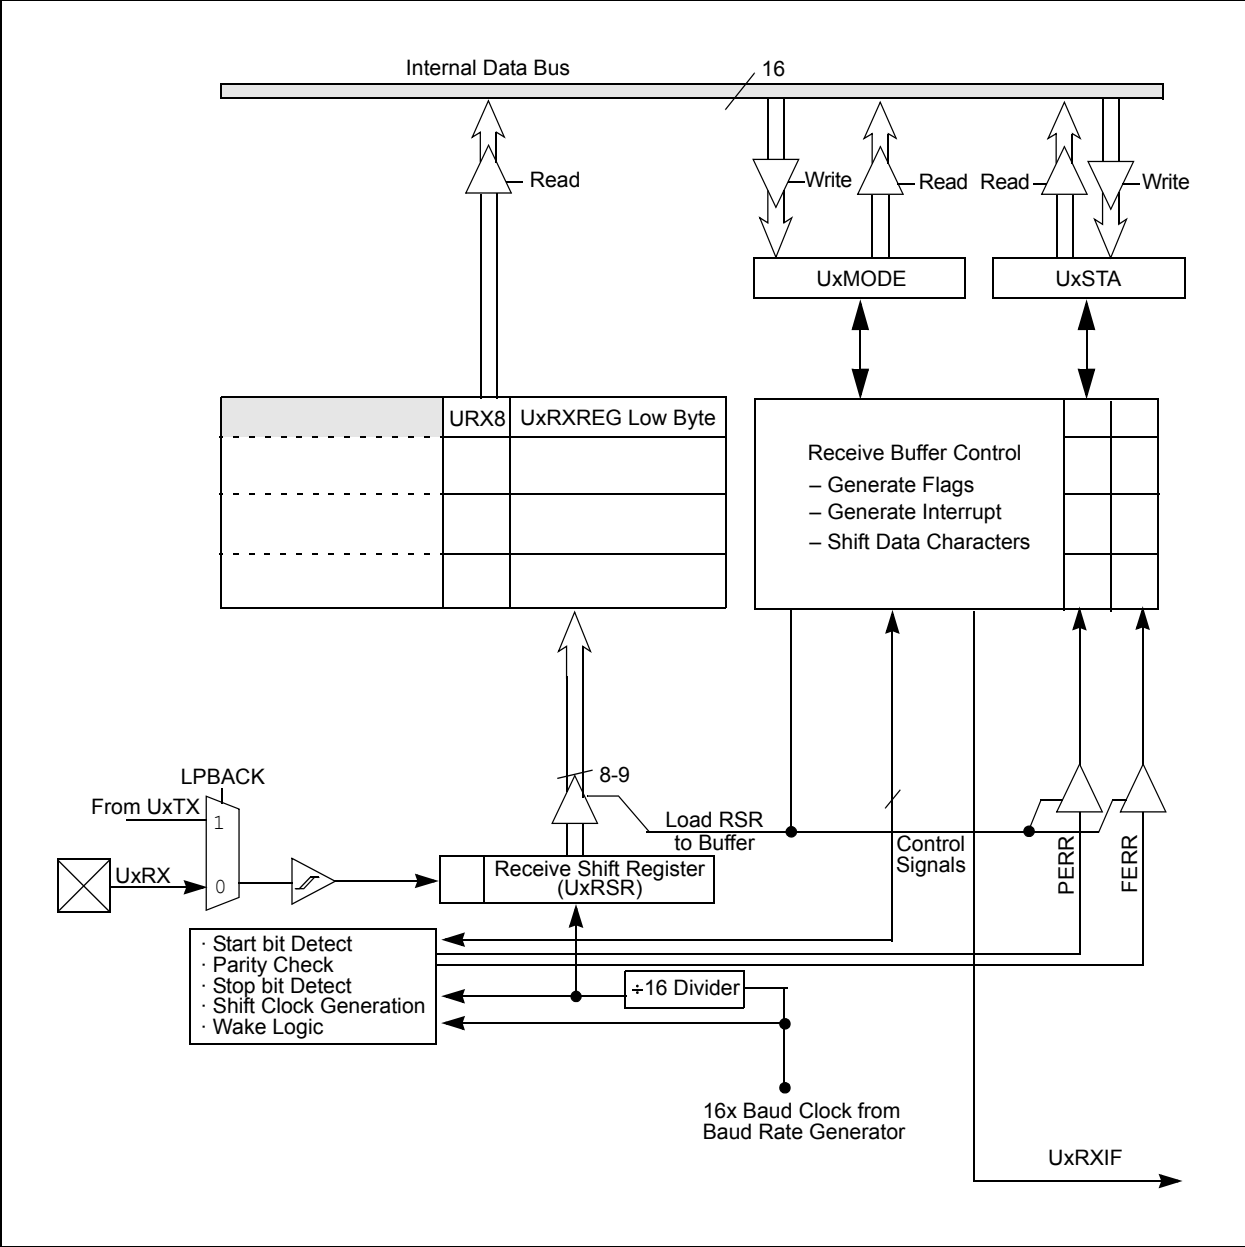 Internal Data Bus
16
Read
Write
Read
Read
Write
UxMODE
UxSTA
URX8
UxRXREG Low Byte
Receive Buffer Control
– Generate Flags
– Generate Interrupt
– Shift Data Characters
8-9
LPBACK
From UxTX
1
Load RSR
to Buffer
Control
Signals
PERR
FERR
UxRX
0
Receive Shift Register
(UxRSR)
· Start bit Detect
· Parity Check
· Stop bit Detect
· Shift Clock Generation
· Wake Logic
÷16 Divider
16x Baud Clock from
Baud Rate Generator
UxRXIF